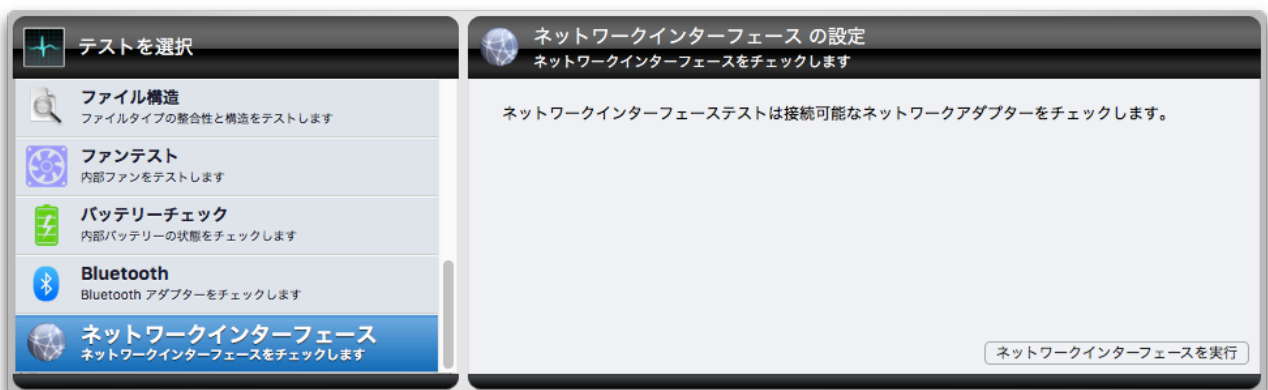 テストを選択
ファイル構造
ファイルタイプの整合性と構造をテストします
ファンテスト
内部ファンをテストします
バッテリーチェック
内部バッテリーの状態をチェックします
Bluetooth
Bluetooth アダプターをチェックします
ネットワークインターフェース
ネットワークインターフェースをチェックします
ネットワークインターフェース の設定
ネットワークインターフェースをチェックします
ネットワークインターフェーステストは接続可能なネットワークアダプターをチェックします。
ネットワークインターフェースを実行